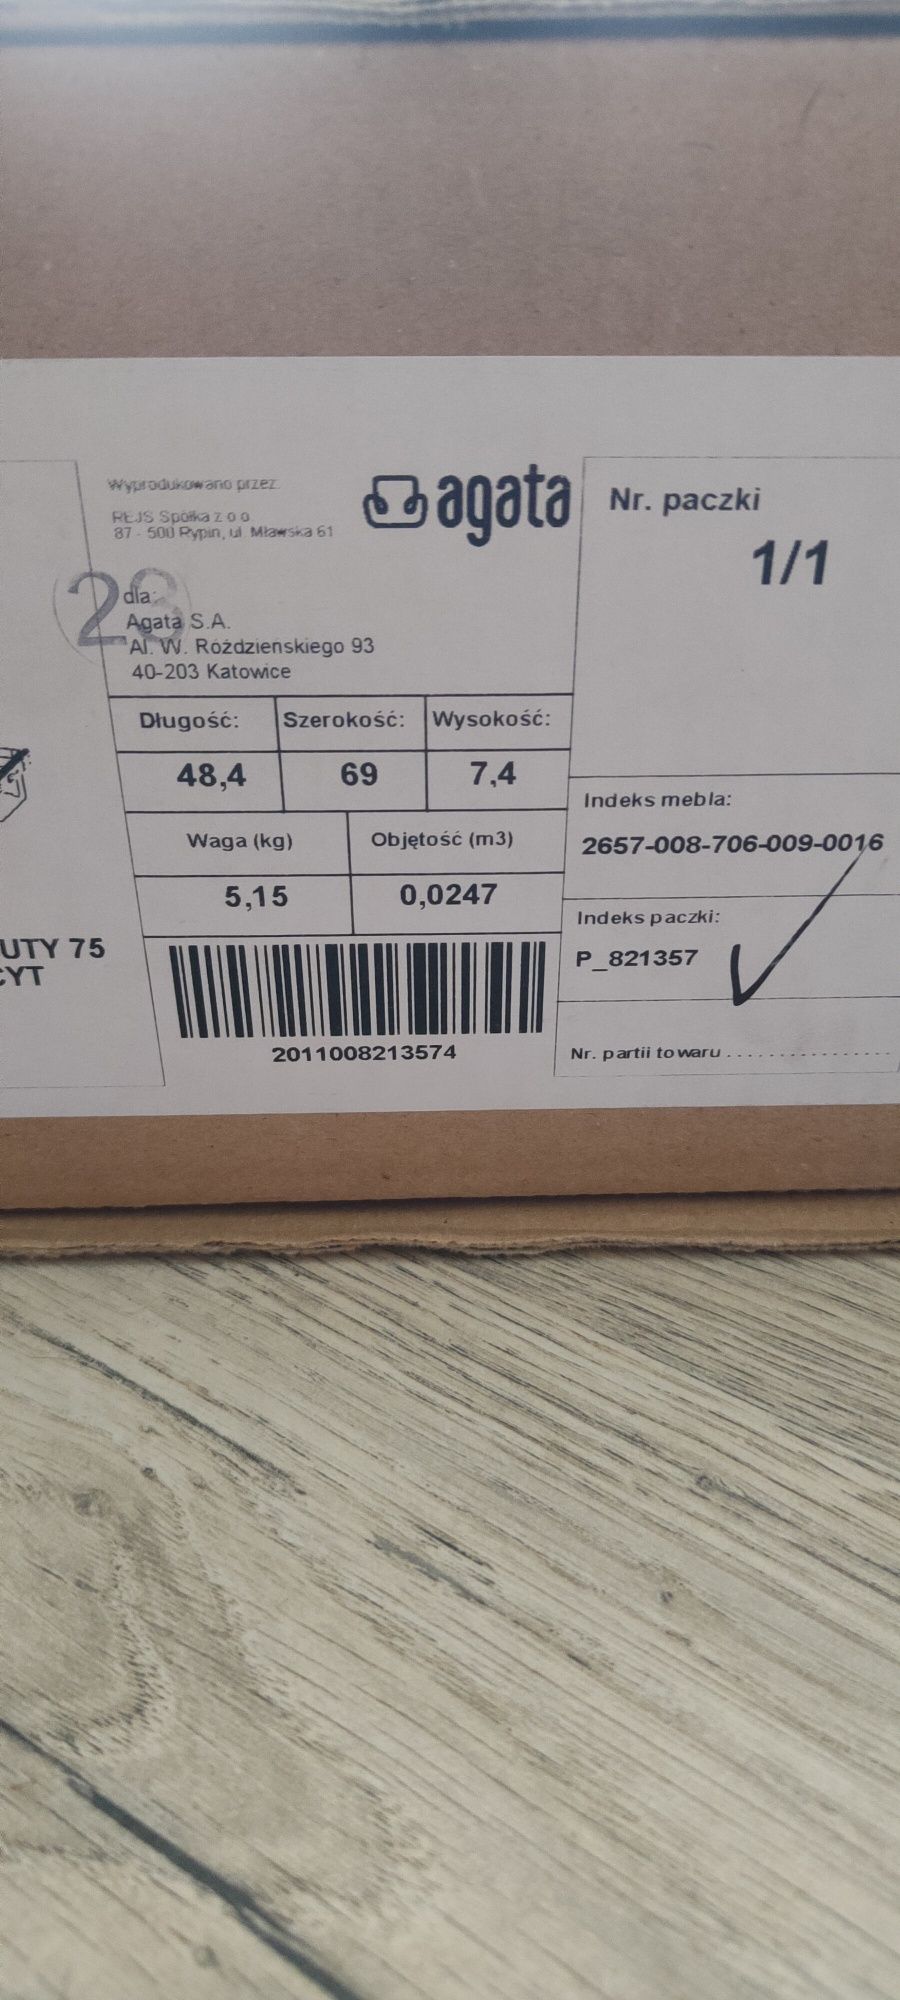 Wyprodukowano przez
REJS Spółka z o o
87 - 500 Rypin, ul. Mławska 61
agata
Nr. paczki
1/1
28
dla:
Agata S.A.
Al. W. Róździeńskiego 93
40-203 Katowice
Długość: Szerokość: Wysokość:
48,4 69 7,4
Waga (kg) Objętość (m3)
5,15 0,0247
Indeks mebla:
2657-008-706-009-0016
Indeks paczki:
P_821357
UTY 75
CYT
2011008213574
Nr. partii towaru ................